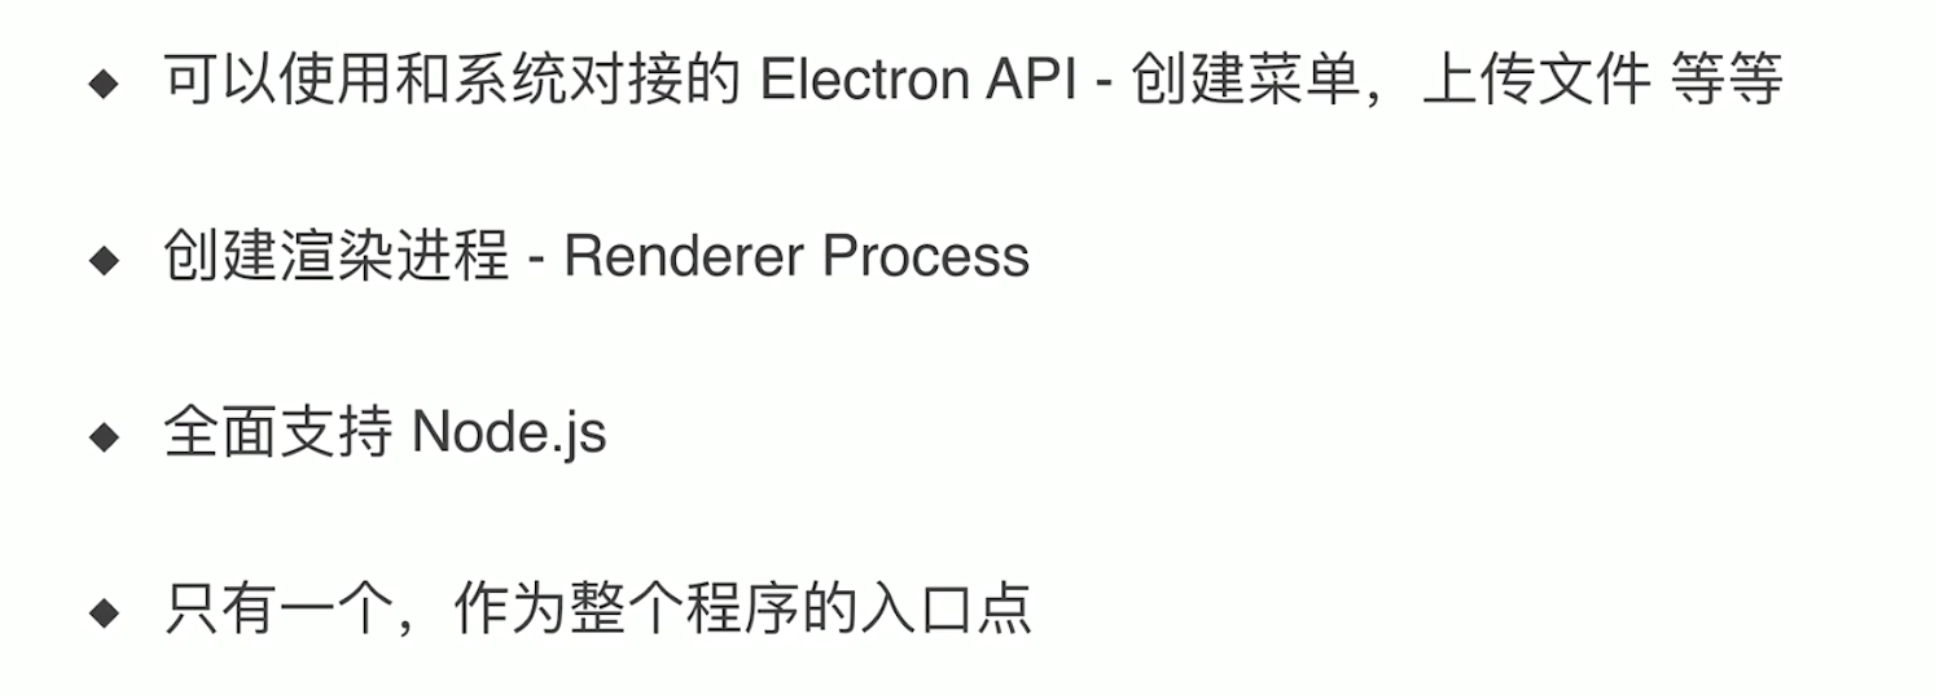 ◆ 可以使用和系统对接的 Electron API - 创建菜单，上传文件 等等
◆ 创建渲染进程 - Renderer Process
◆ 全面支持 Node.js
◆ 只有一个，作为整个程序的入口点